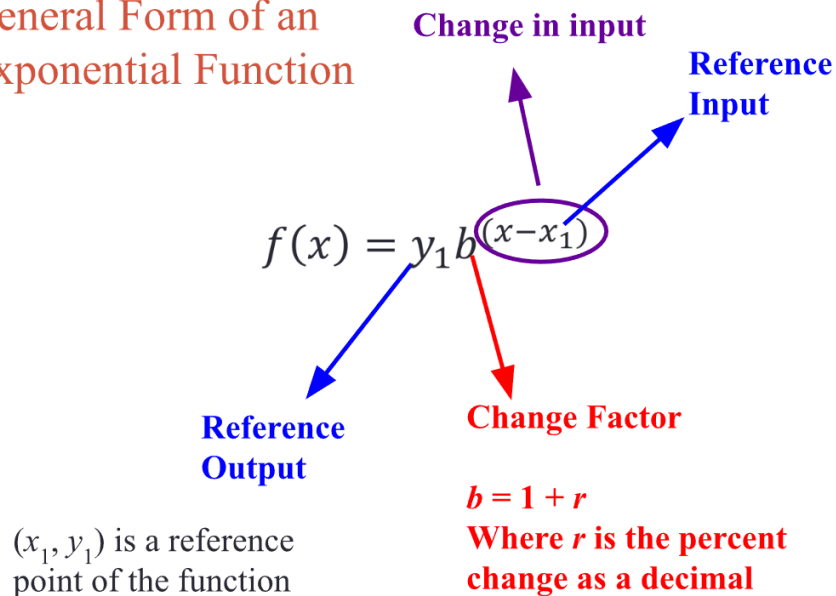 eneral Form of an
xponential Function
Change in input
Reference
Input
f(x) = y₁b^(x−x₁)
Reference
Output
Change Factor
b = 1 + r
Where r is the percent
change as a decimal
(x₁, y₁) is a reference
point of the function